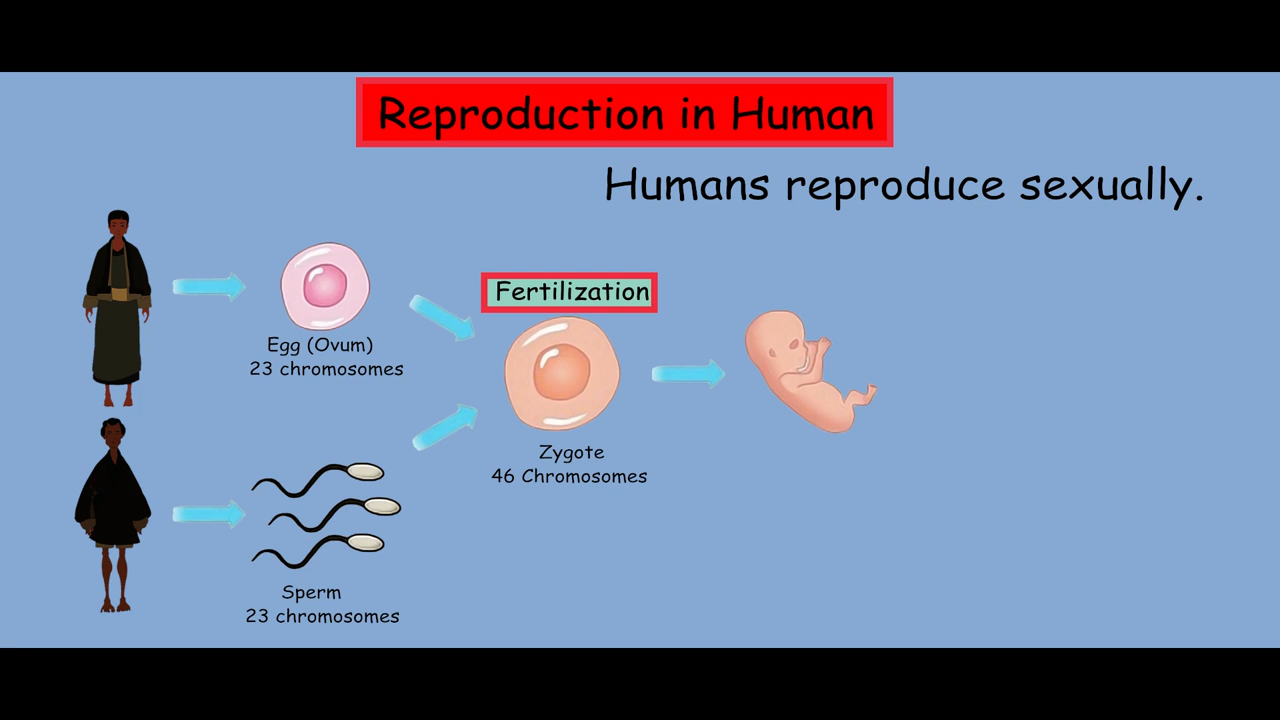 Reproduction in Human
Humans reproduce sexually.
Egg (Ovum)
23 chromosomes
Fertilization
Zygote
46 Chromosomes
Sperm
23 chromosomes